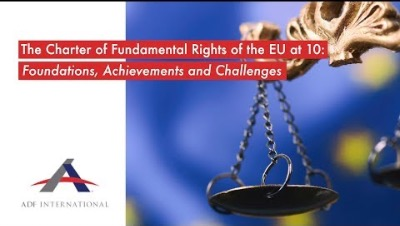 The Charter of Fundamental Rights of the EU at 10:
Foundations, Achievements and Challenges
ADF INTERNATIONAL